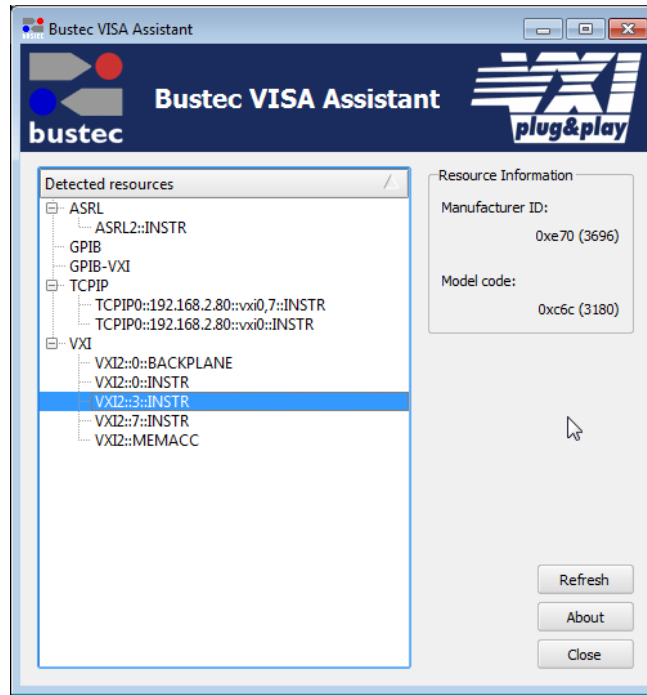 Bustec VISA Assistant
bustec
Bustec VISA Assistant
VXI
plug&play
Detected resources
ASRL
ASRL2::INSTR
GPIB
GPIB-VXI
TCPIP
TCPIP0::192.168.2.80::vxi0,7::INSTR
TCPIP0::192.168.2.80::vxi0::INSTR
VXI
VXI2::0::BACKPLANE
VXI2::0::INSTR
VXI2::3::INSTR
VXI2::7::INSTR
VXI2::MEMACC
Resource Information
Manufacturer ID:
0xe70 (3696)
Model code:
0xc6c (3180)
Refresh
About
Close